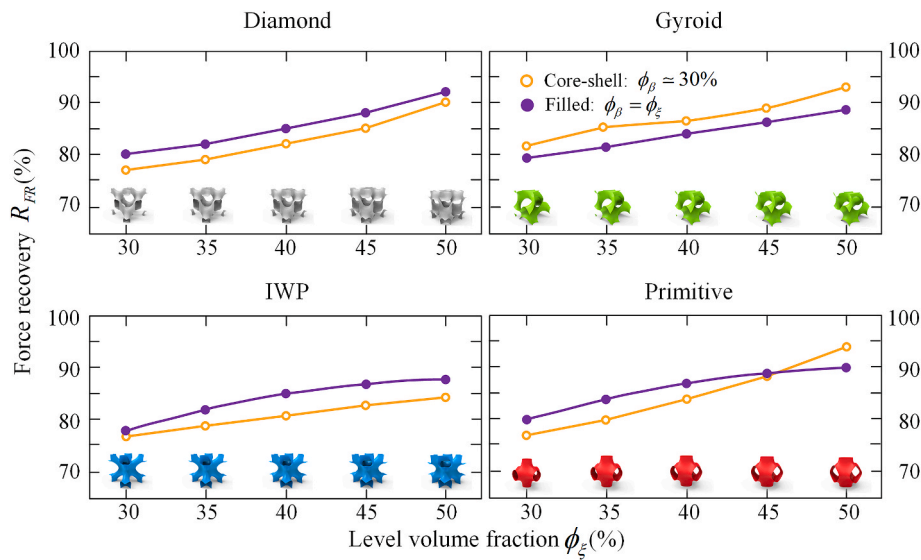 Diamond
Gyroid
100
90
80
70
30 35 40 45 50
Core-shell: ϕβ ≃ 30%
Filled: ϕβ = ϕξ
100
90
80
70
30 35 40 45 50
Force recovery R_FR(%)
IWP
Primitive
100
90
80
70
30 35 40 45 50
100
90
80
70
30 35 40 45 50
Level volume fraction ϕξ(%)